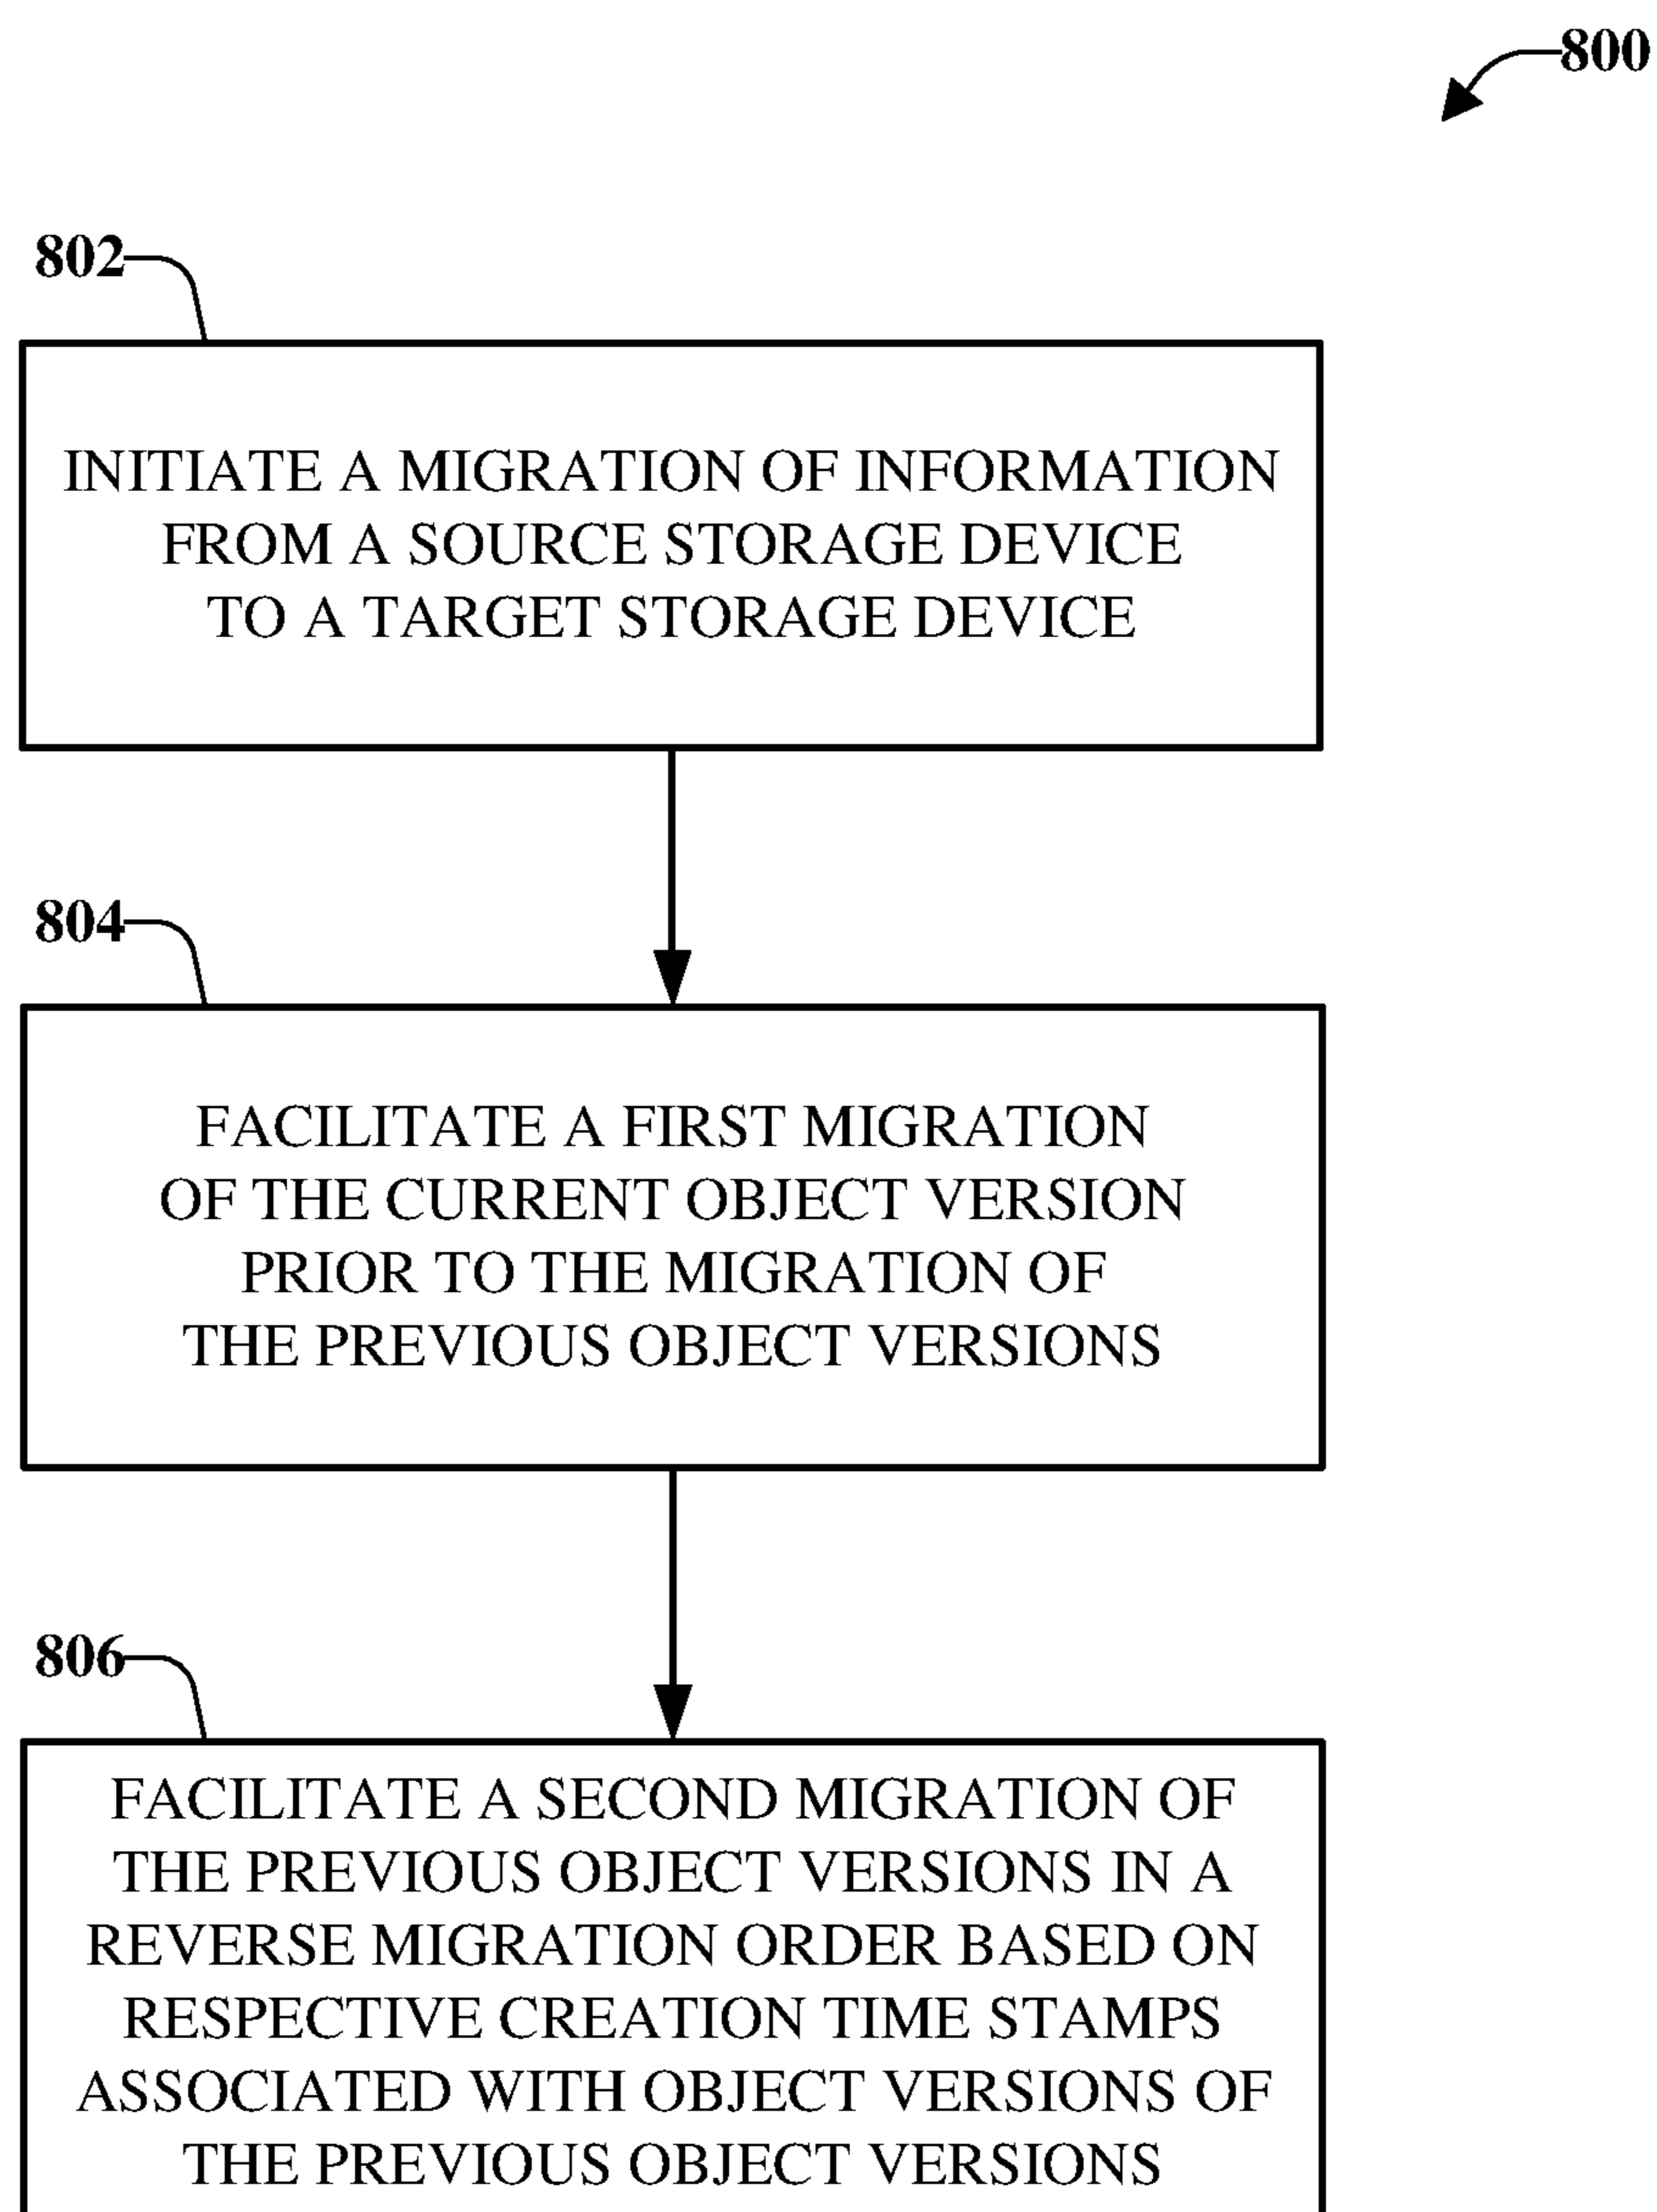 800
802
INITIATE A MIGRATION OF INFORMATION
FROM A SOURCE STORAGE DEVICE
TO A TARGET STORAGE DEVICE
804
FACILITATE A FIRST MIGRATION
OF THE CURRENT OBJECT VERSION
PRIOR TO THE MIGRATION OF
THE PREVIOUS OBJECT VERSIONS
806
FACILITATE A SECOND MIGRATION OF
THE PREVIOUS OBJECT VERSIONS IN A
REVERSE MIGRATION ORDER BASED ON
RESPECTIVE CREATION TIME STAMPS
ASSOCIATED WITH OBJECT VERSIONS OF
THE PREVIOUS OBJECT VERSIONS